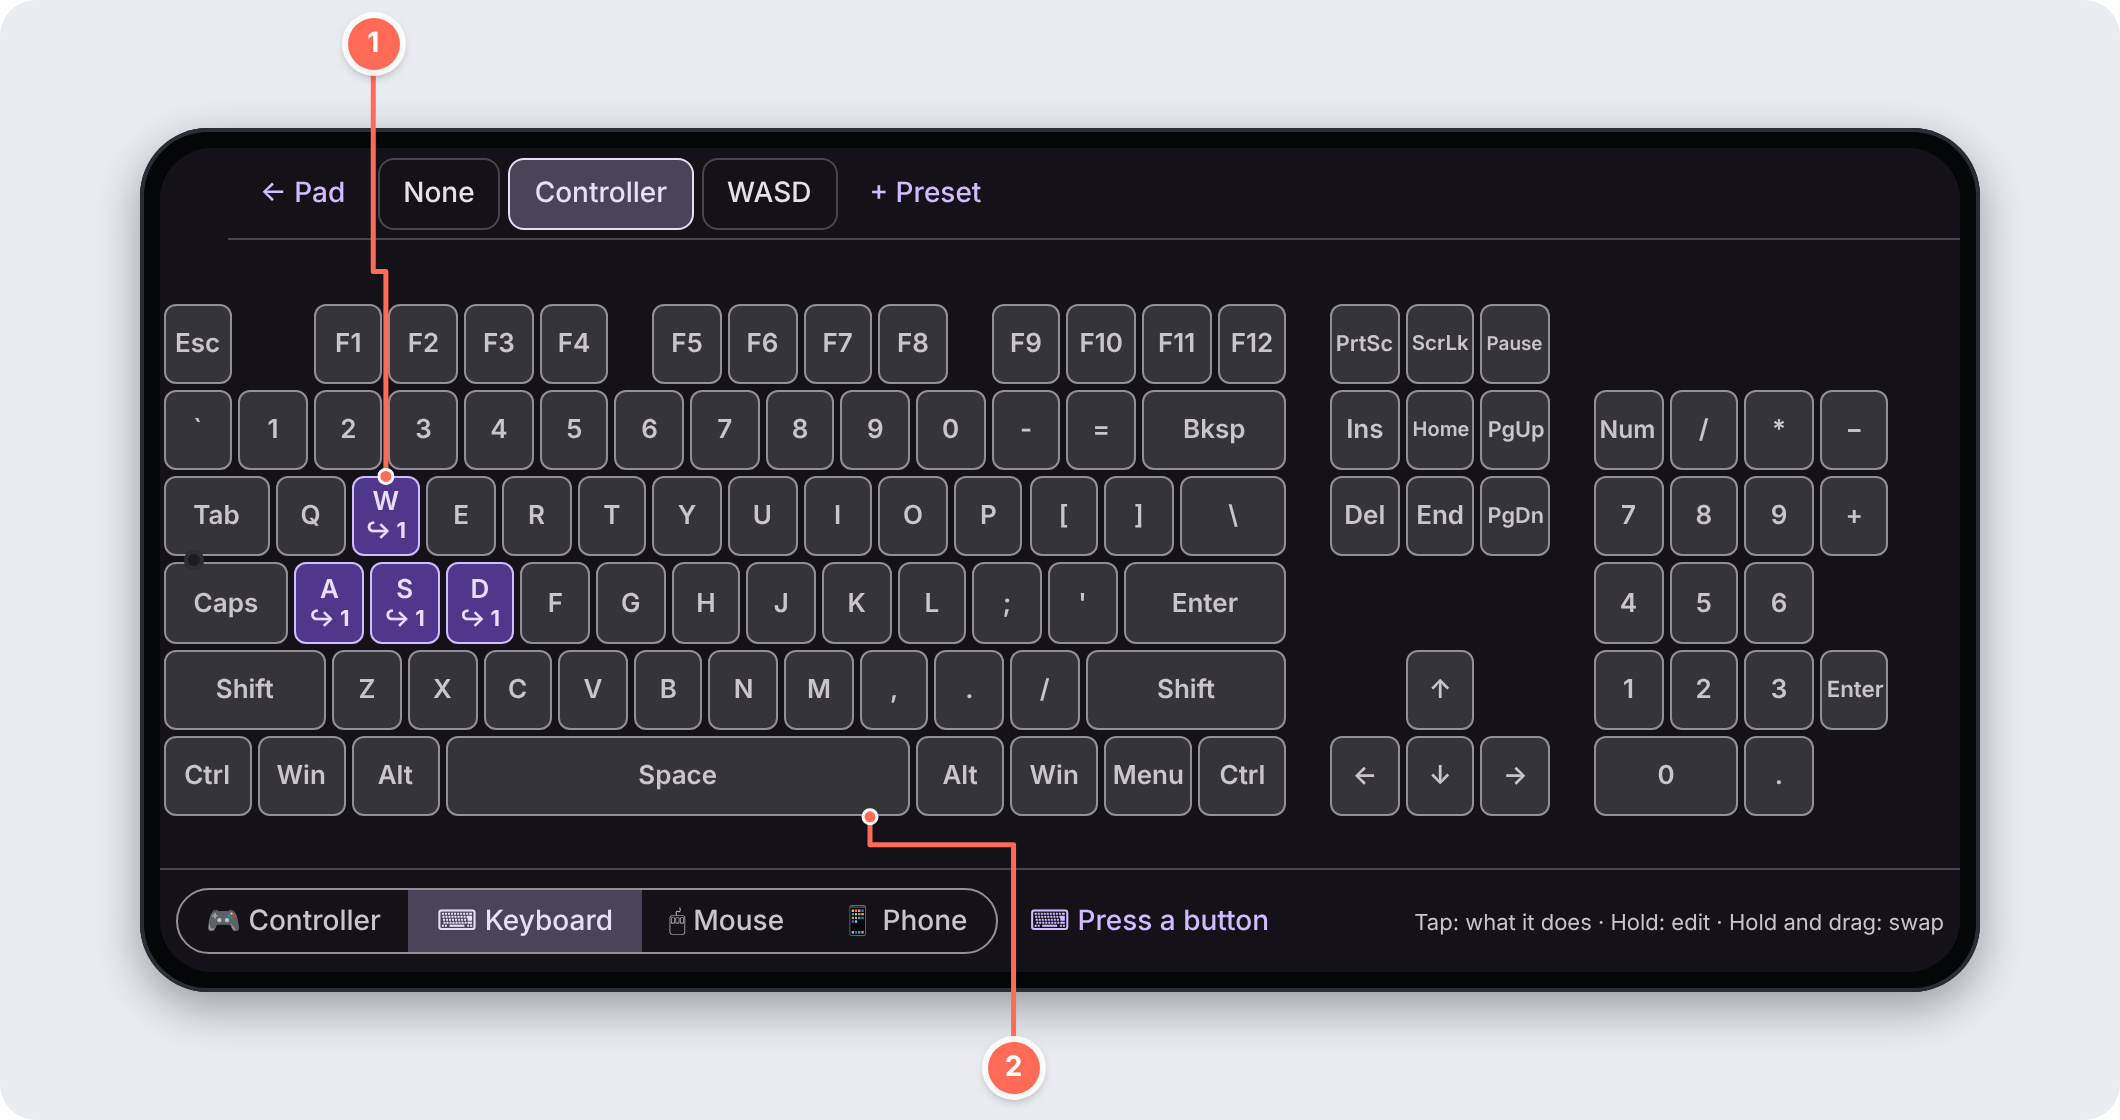 1
← Pad None Controller WASD + Preset
Esc F1 F2 F3 F4 F5 F6 F7 F8 F9 F10 F11 F12 PrtSc ScrLk Pause
` 1 2 3 4 5 6 7 8 9 0 - = Bksp Ins Home PgUp Num / * −
Tab Q W E R T Y U I O P [ ] \ Del End PgDn 7 8 9 +
↪ 1
Caps A S D F G H J K L ; ' Enter 4 5 6
↪ 1 ↪ 1 ↪ 1
Shift Z X C V B N M , . / Shift ↑ 1 2 3 Enter
Ctrl Win Alt Space Alt Win Menu Ctrl ← ↓ → 0 .
🎮 Controller ⌨ Keyboard 🖱 Mouse 📱 Phone ⌨ Press a button Tap: what it does · Hold: edit · Hold and drag: swap
2